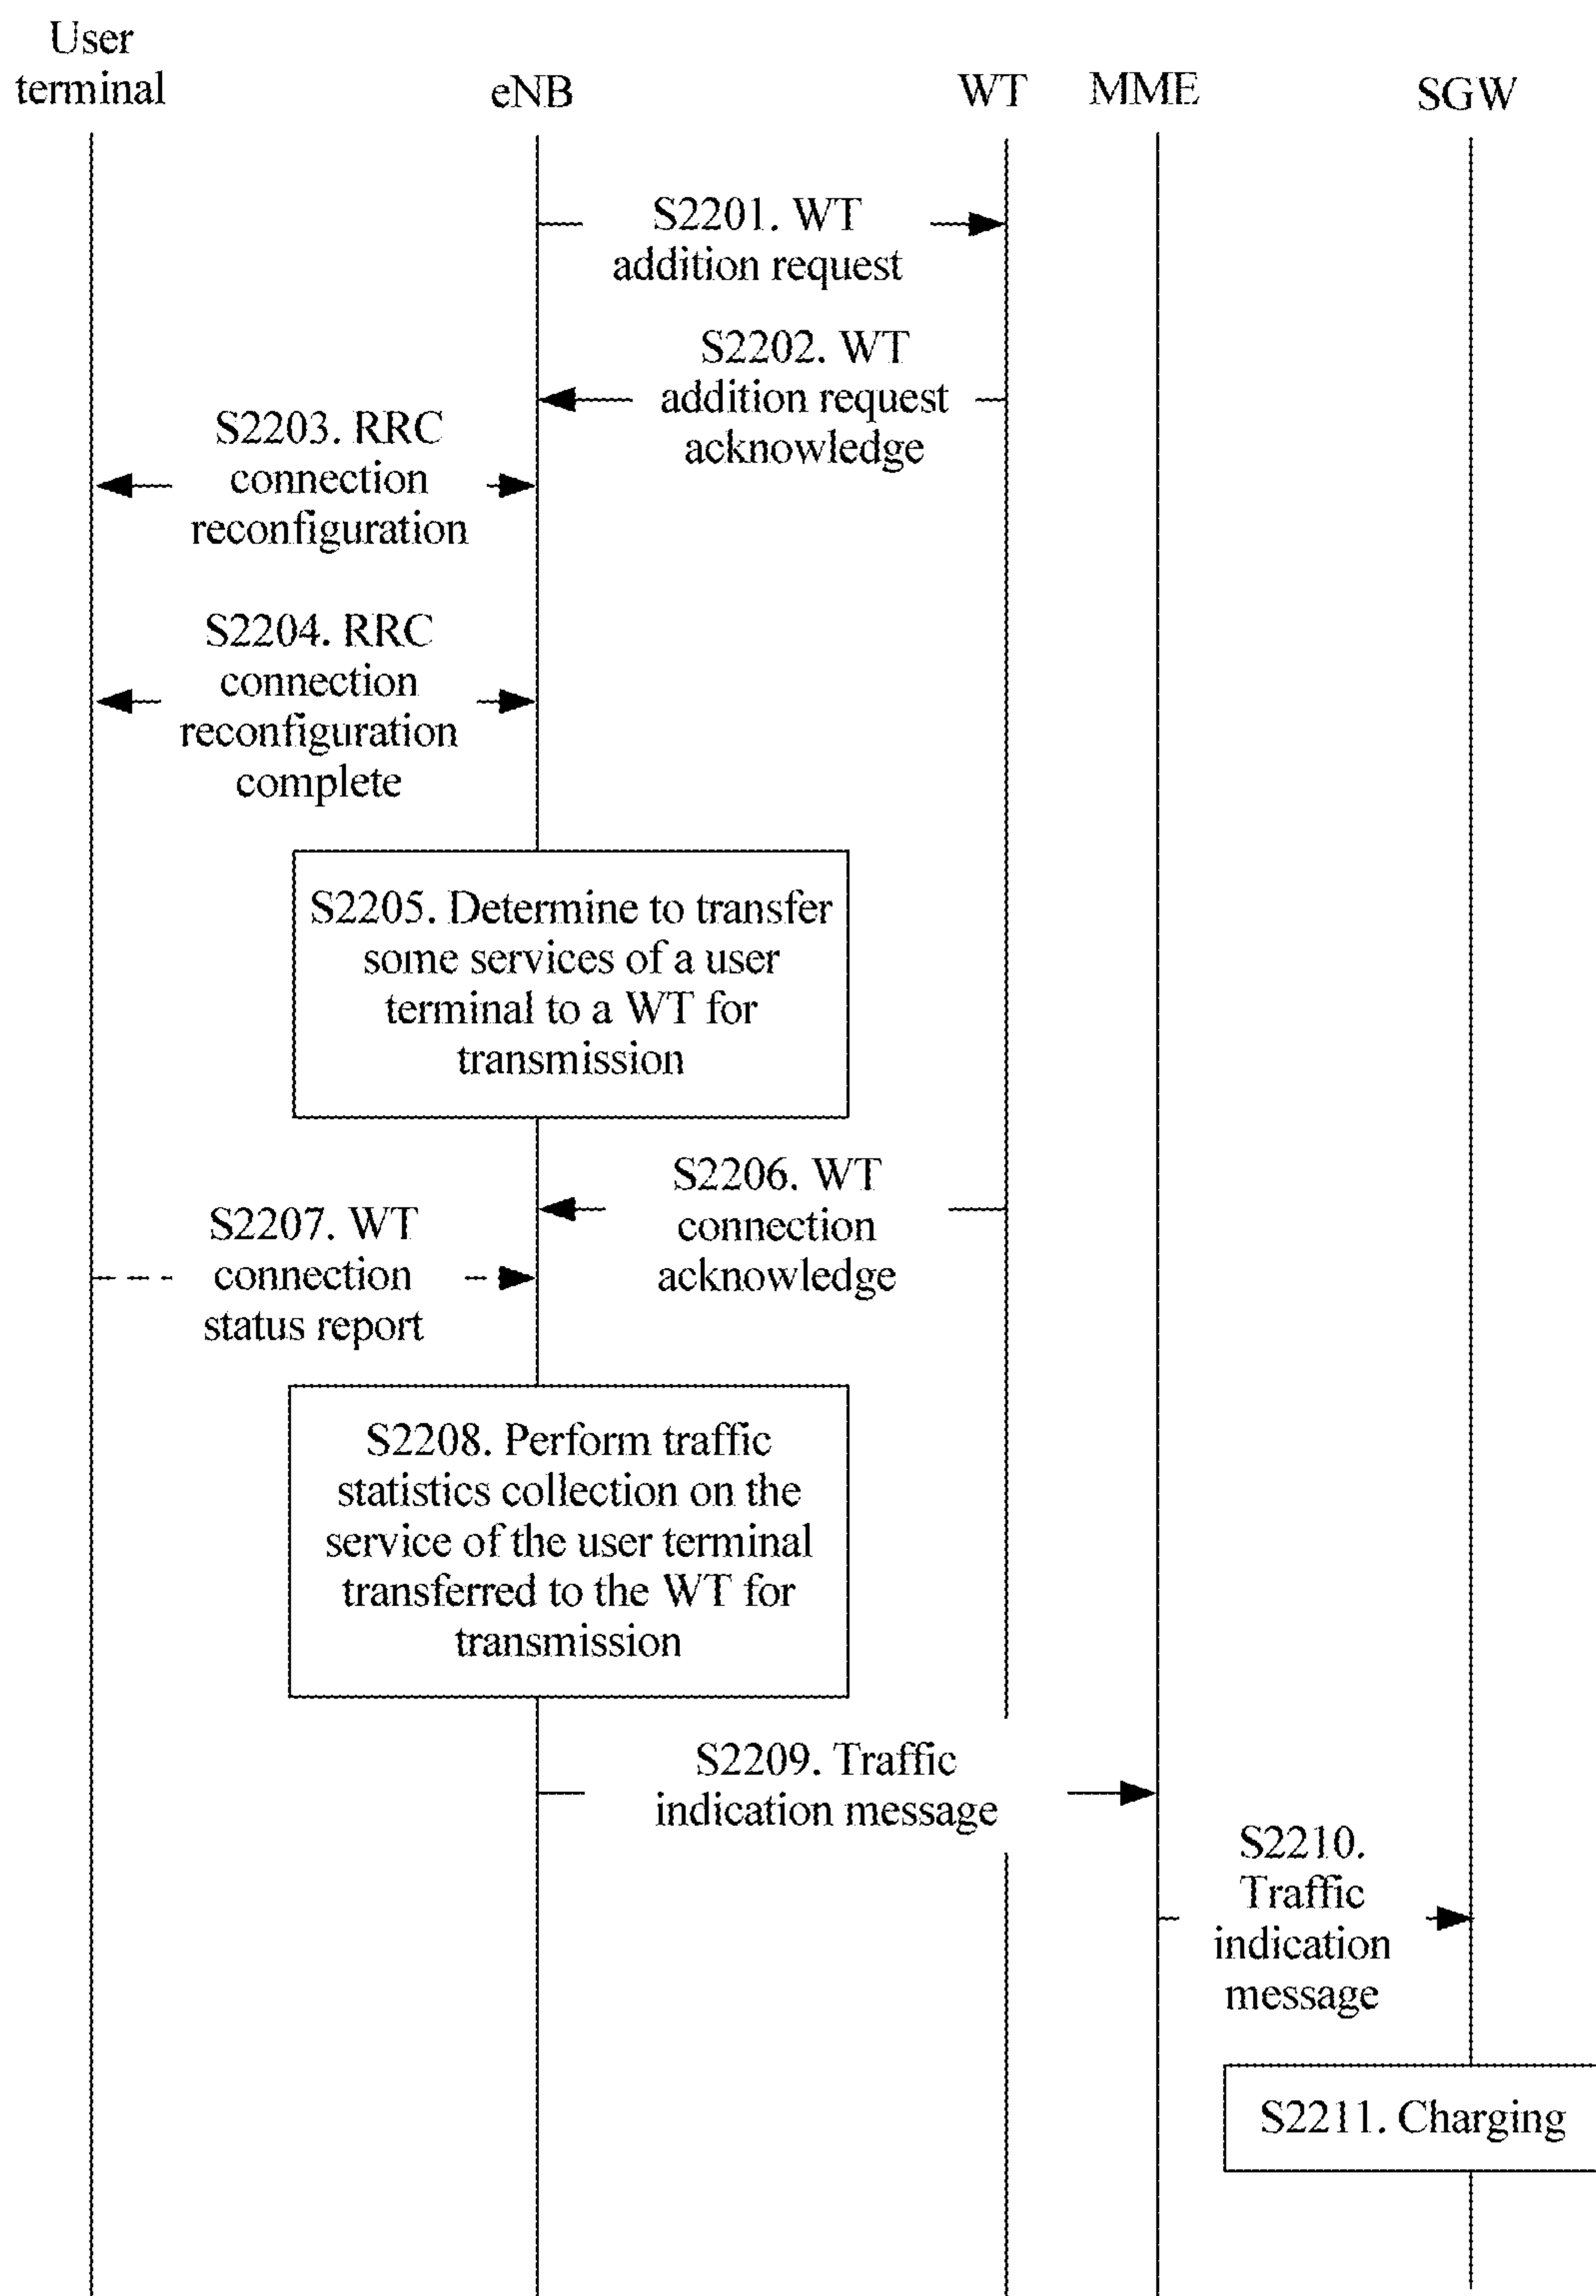 User
terminal
eNB
WT
MME
SGW
S2201. WT
addition request
S2202. WT
addition request
acknowledge
S2203. RRC
connection
reconfiguration
S2204. RRC
connection
reconfiguration
complete
S2205. Determine to transfer
some services of a user
terminal to a WT for
transmission
S2206. WT
connection
acknowledge
S2207. WT
connection
status report
S2208. Perform traffic
statistics collection on the
service of the user terminal
transferred to the WT for
transmission
S2209. Traffic
indication message
S2210.
Traffic
indication
message
S2211. Charging